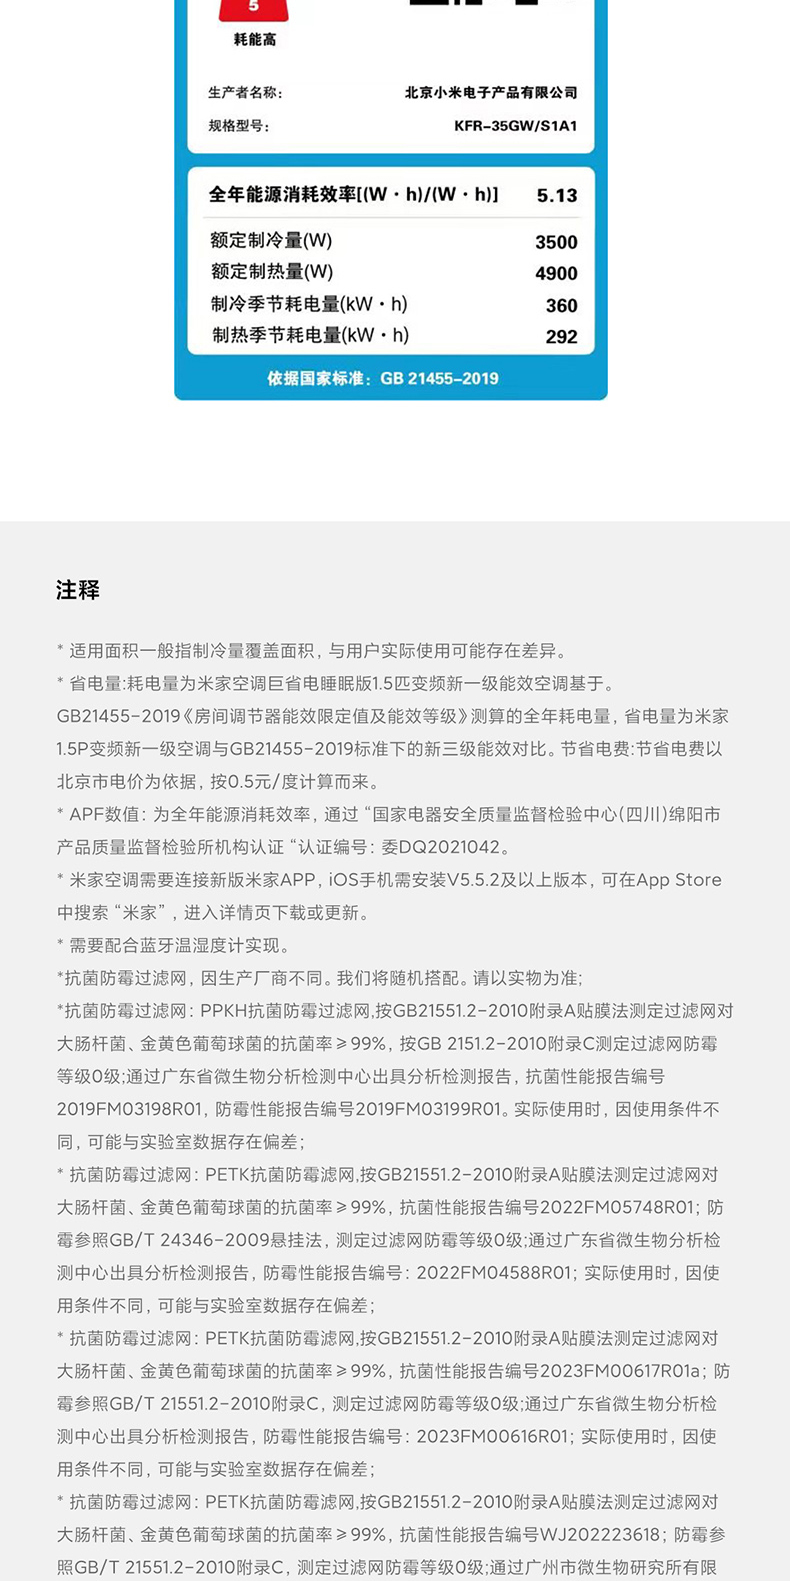 5
耗能高
生产者名称: 北京小米电子产品有限公司
规格型号: KFR-35GW/S1A1
全年能源消耗效率[(W·h)/(W·h)] 5.13
额定制冷量(W) 3500
额定制热量(W) 4900
制冷季节耗电量(kW·h) 360
制热季节耗电量(kW·h) 292
依据国家标准: GB 21455-2019
注释
* 适用面积一般指制冷量覆盖面积, 与用户实际使用可能存在差异。
* 省电量:耗电量为米家空调巨省电睡眠版1.5匹变频新一级能效空调基于。
GB21455-2019《房间调节器能效限定值及能效等级》测算的全年耗电量, 省电量为米家
1.5P变频新一级空调与GB21455-2019标准下的新三级能效对比。节省电费:节省电费以
北京市电价为依据, 按0.5元/度计算而来。
* APF数值: 为全年能源消耗效率, 通过 “国家电器安全质量监督检验中心(四川)绵阳市
产品质量监督检验所机构认证 “认证编号: 委DQ2021042。
* 米家空调需要连接新版米家APP, iOS手机需安装V5.5.2及以上版本, 可在App Store
中搜索 “米家” , 进入详情页下载或更新。
* 需要配合蓝牙温湿度计实现。
*抗菌防霉过滤网, 因生产厂商不同。我们将随机搭配。请以实物为准;
*抗菌防霉过滤网: PPKH抗菌防霉过滤网,按GB21551.2-2010附录A贴膜法测定过滤网对
大肠杆菌、金黄色葡萄球菌的抗菌率≥99%, 按GB 2151.2-2010附录C测定过滤网防霉
等级0级;通过广东省微生物分析检测中心出具分析检测报告, 抗菌性能报告编号
2019FM03198R01, 防霉性能报告编号2019FM03199R01。实际使用时, 因使用条件不
同, 可能与实验室数据存在偏差;
* 抗菌防霉过滤网: PETK抗菌防霉滤网,按GB21551.2-2010附录A贴膜法测定过滤网对
大肠杆菌、金黄色葡萄球菌的抗菌率≥99%, 抗菌性能报告编号2022FM05748R01; 防
霉参照GB/T 24346-2009悬挂法, 测定过滤网防霉等级0级;通过广东省微生物分析检
测中心出具分析检测报告, 防霉性能报告编号: 2022FM04588R01; 实际使用时, 因使
用条件不同, 可能与实验室数据存在偏差;
* 抗菌防霉过滤网: PETK抗菌防霉滤网,按GB21551.2-2010附录A贴膜法测定过滤网对
大肠杆菌、金黄色葡萄球菌的抗菌率≥99%, 抗菌性能报告编号2023FM00617R01a; 防
霉参照GB/T 21551.2-2010附录C, 测定过滤网防霉等级0级;通过广东省微生物分析检
测中心出具分析检测报告, 防霉性能报告编号: 2023FM00616R01; 实际使用时, 因使
用条件不同, 可能与实验室数据存在偏差;
* 抗菌防霉过滤网: PETK抗菌防霉滤网,按GB21551.2-2010附录A贴膜法测定过滤网对
大肠杆菌、金黄色葡萄球菌的抗菌率≥99%, 抗菌性能报告编号WJ202223618; 防霉参
照GB/T 21551.2-2010附录C, 测定过滤网防霉等级0级;通过广州市微生物研究所有限